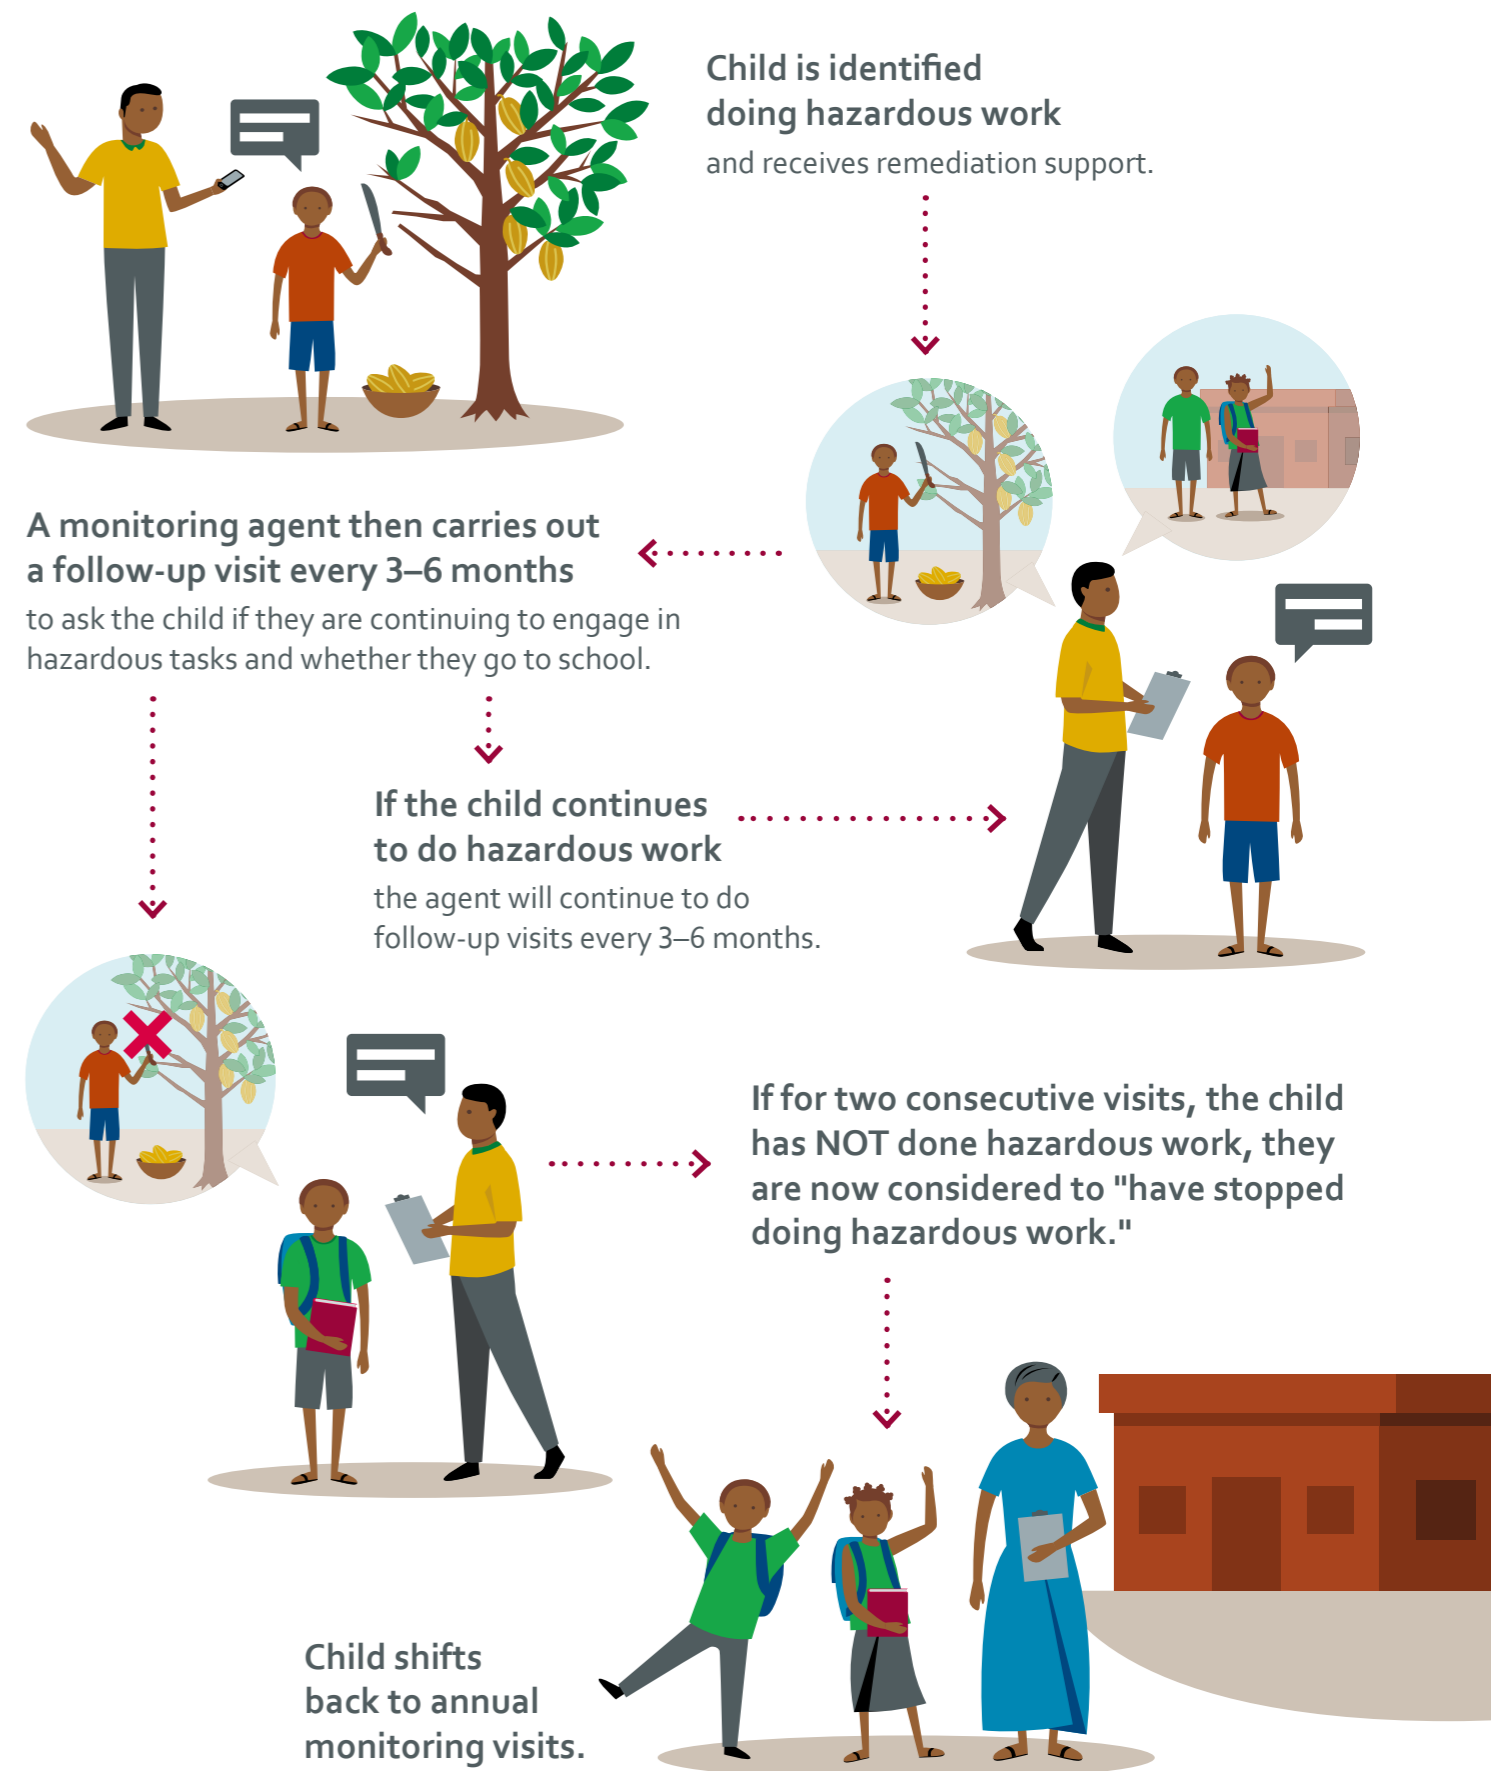 Child is identified
doing hazardous work
and receives remediation support.
A monitoring agent then carries out
a follow-up visit every 3–6 months
to ask the child if they are continuing to engage in
hazardous tasks and whether they go to school.
If the child continues
to do hazardous work
the agent will continue to do
follow-up visits every 3–6 months.
If for two consecutive visits, the child
has NOT done hazardous work, they
are now considered to "have stopped
doing hazardous work."
Child shifts
back to annual
monitoring visits.